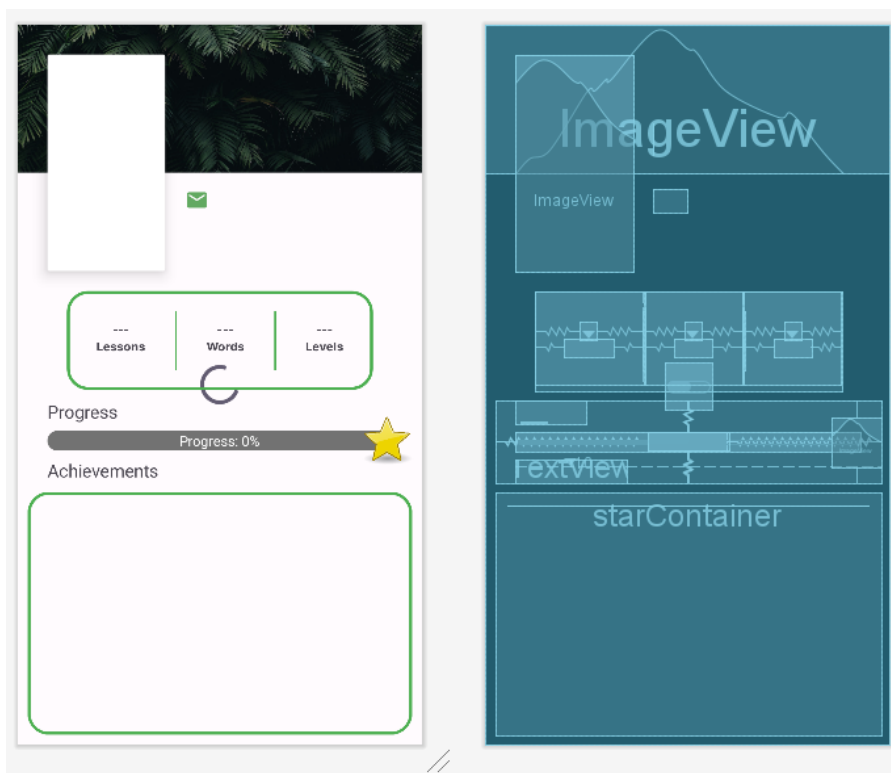 ---
Lessons
---
Words
---
Levels
Progress
Progress: 0%
Achievements
ImageView
ImageView
TextView
starContainer